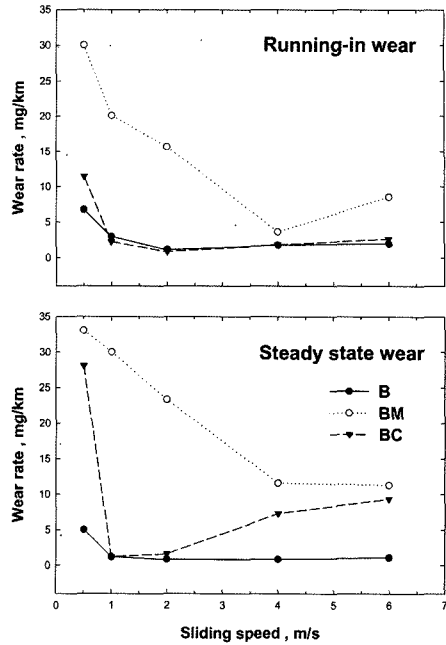 35
30
25
20
15
10
5
0
Wear rate , mg/km
Running-in wear
35
30
25
20
15
10
5
0
Wear rate , mg/km
Steady state wear
B
BM
BC
0 1 2 3 4 5 6 7
Sliding speed , m/s